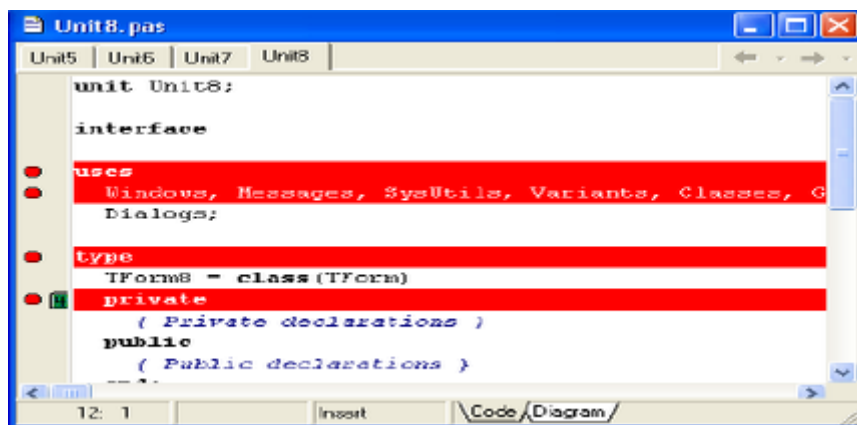 Unit8.pas
Unit5 Unit6 Unit7 Unit8
unit Unit8;
interface
uses
Windows, Messages, SysUtils, Variants, Classes, G
Dialogs;
type
TForm8 = class(TForm)
private
{ Private declarations }
public
{ Public declarations }
12: 1 Insert Code Diagram